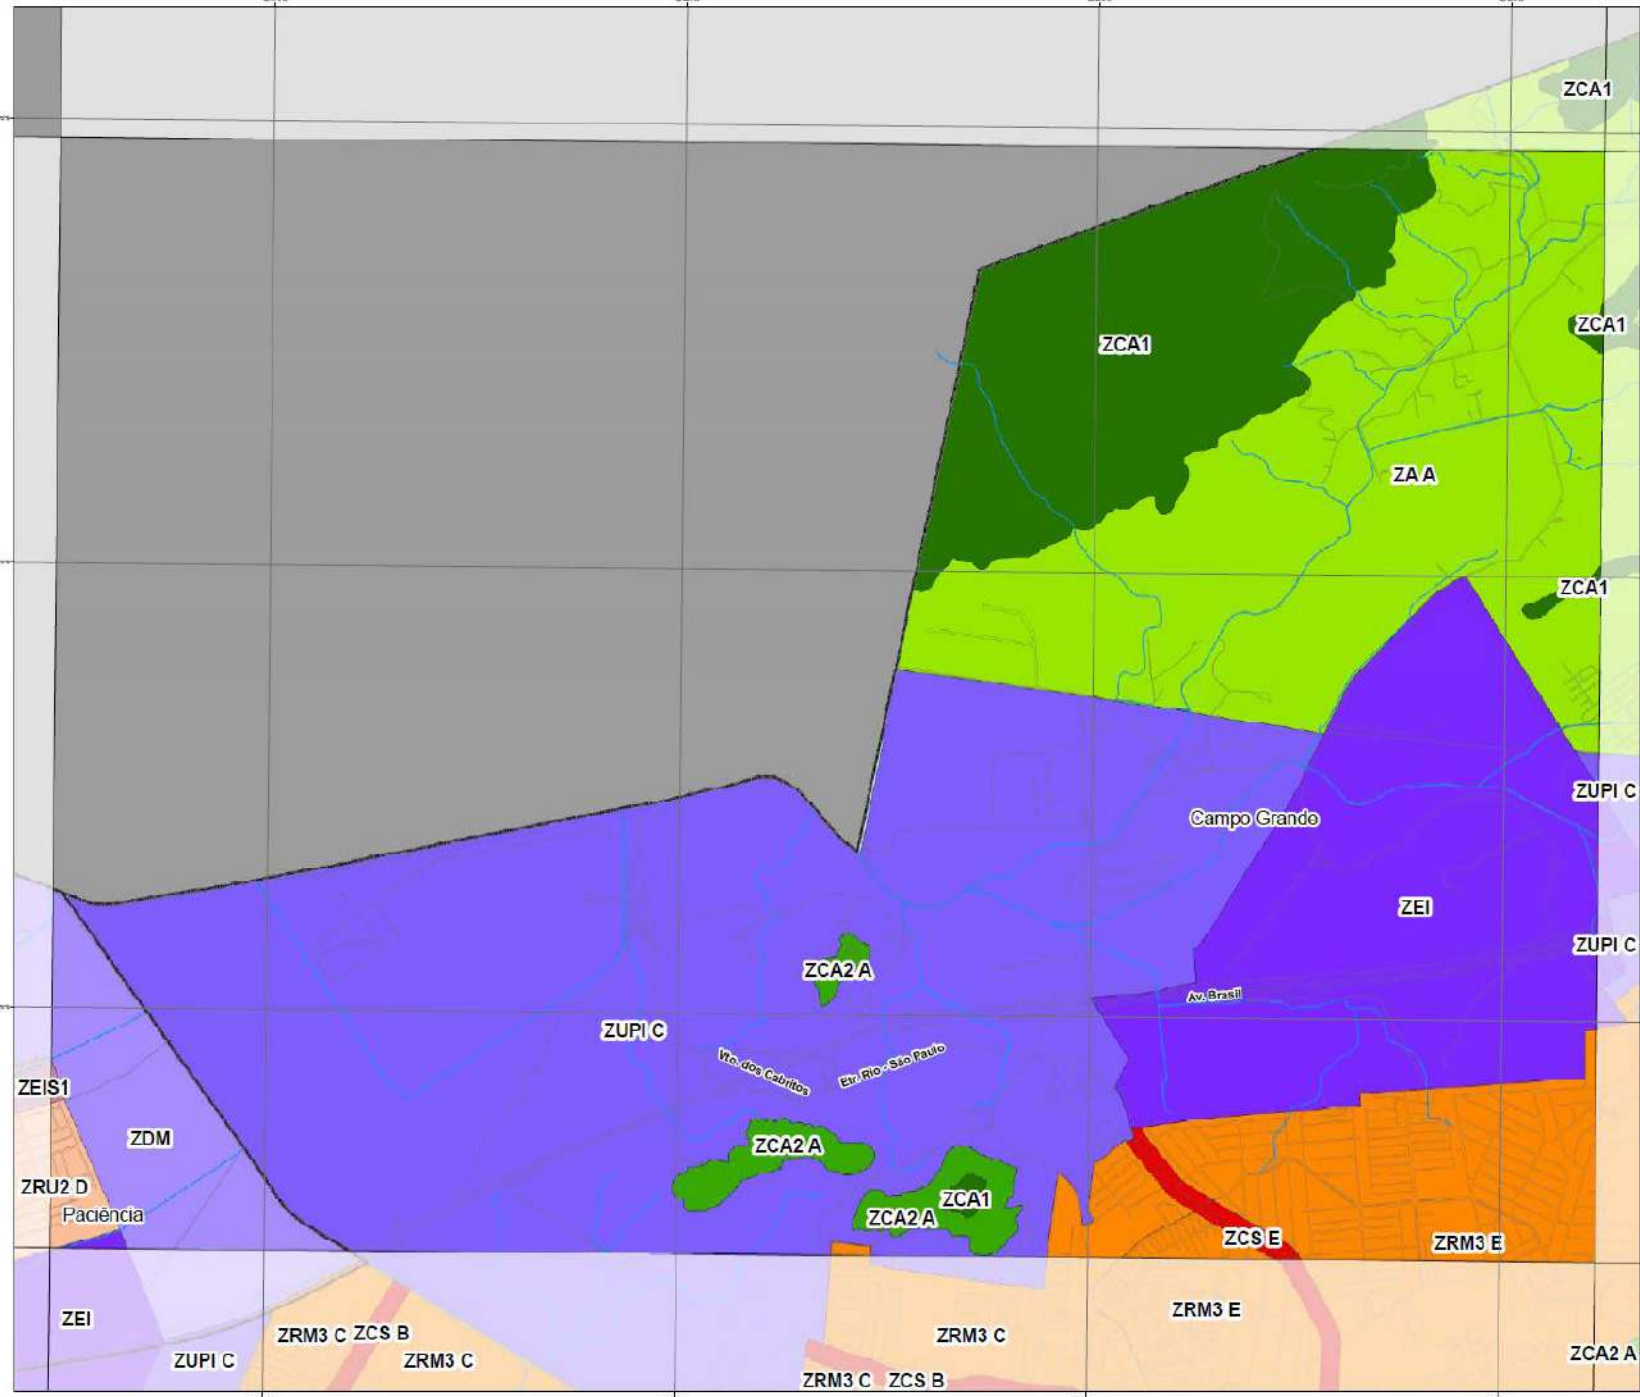 ZCA1
ZCA1
ZCA1
ZA A
ZCA1
ZUPI C
Campo Grande
ZEI
ZUPI C
ZCA2 A
Av. Brasil
ZUPI C
Vto. dos Cabritos
Etr. Rio - São Paulo
ZEIS1
ZDM
ZCA2 A
ZRU2 D
Paciência
ZCA1
ZCA2 A
ZCS E
ZRM3 E
ZEI
ZRM3 E
ZRM3 C
ZCS B
ZRM3 C
ZUPI C
ZRM3 C
ZCA2 A
ZRM3 C
ZCS B